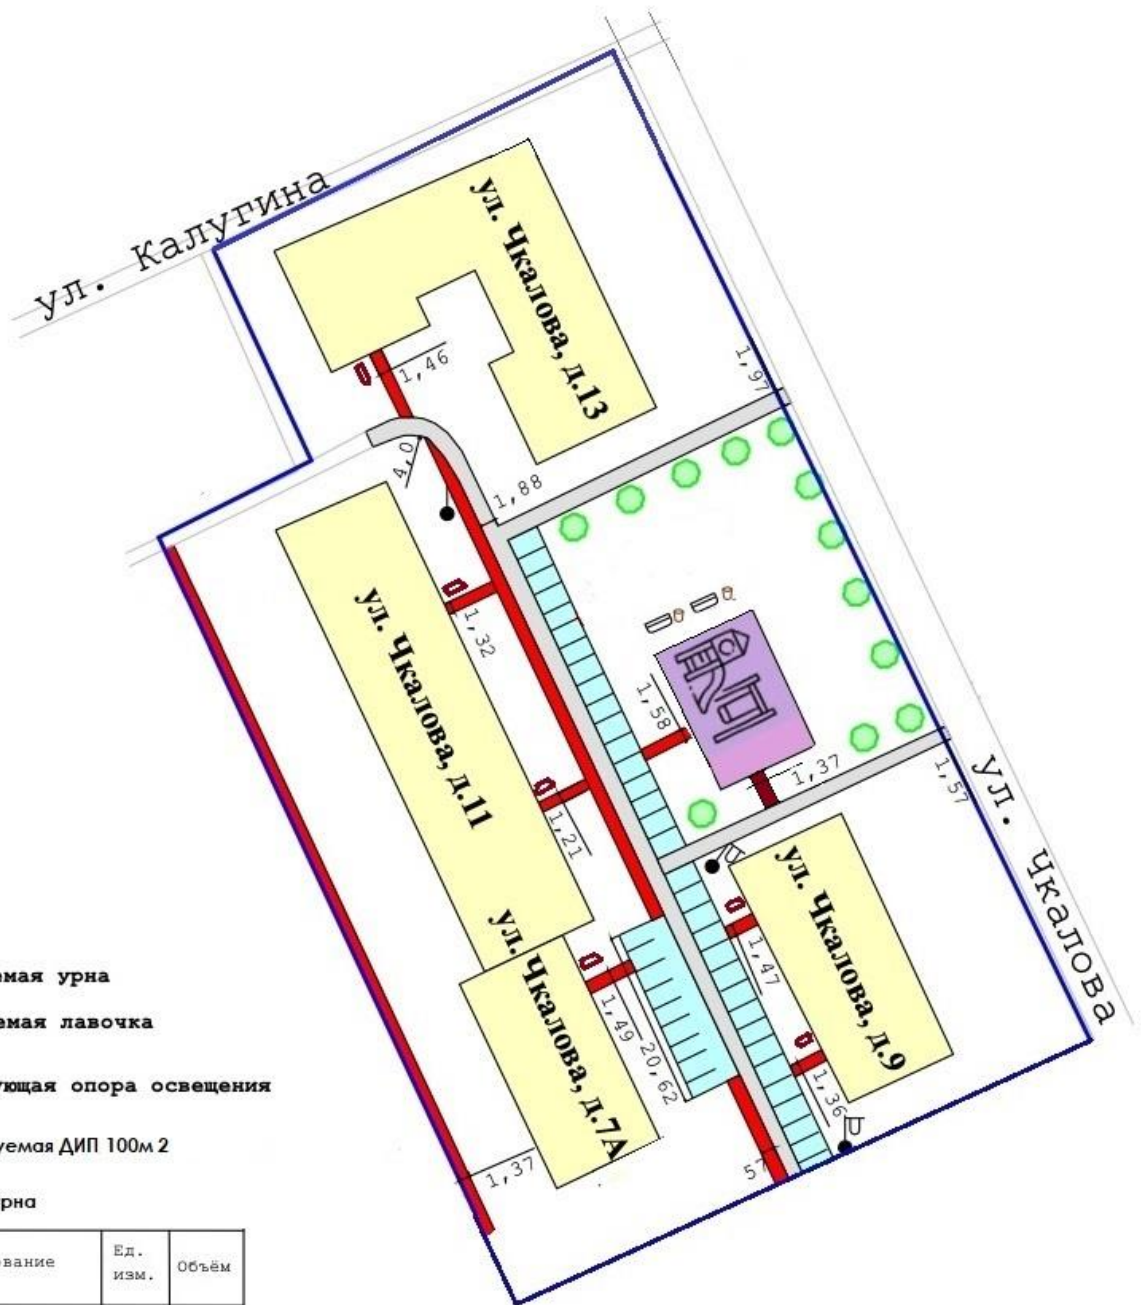 ул. Калугина
ул. Чкалова, д.13
1,46
1,97
4,0
1,88
ул. Чкалова, д.11
1,32
1,58
1,37
1,57
ул. Чкалова
1,21
ул. Чкалова, д.9
1,47
ул. Чкалова, д.7А
1,49
20,62
1,36
1,37
57
емая урна
емая лавочка
ующая опора освещения
уемая ДИП 100м 2
рна
вание
Ед. изм.
Объём